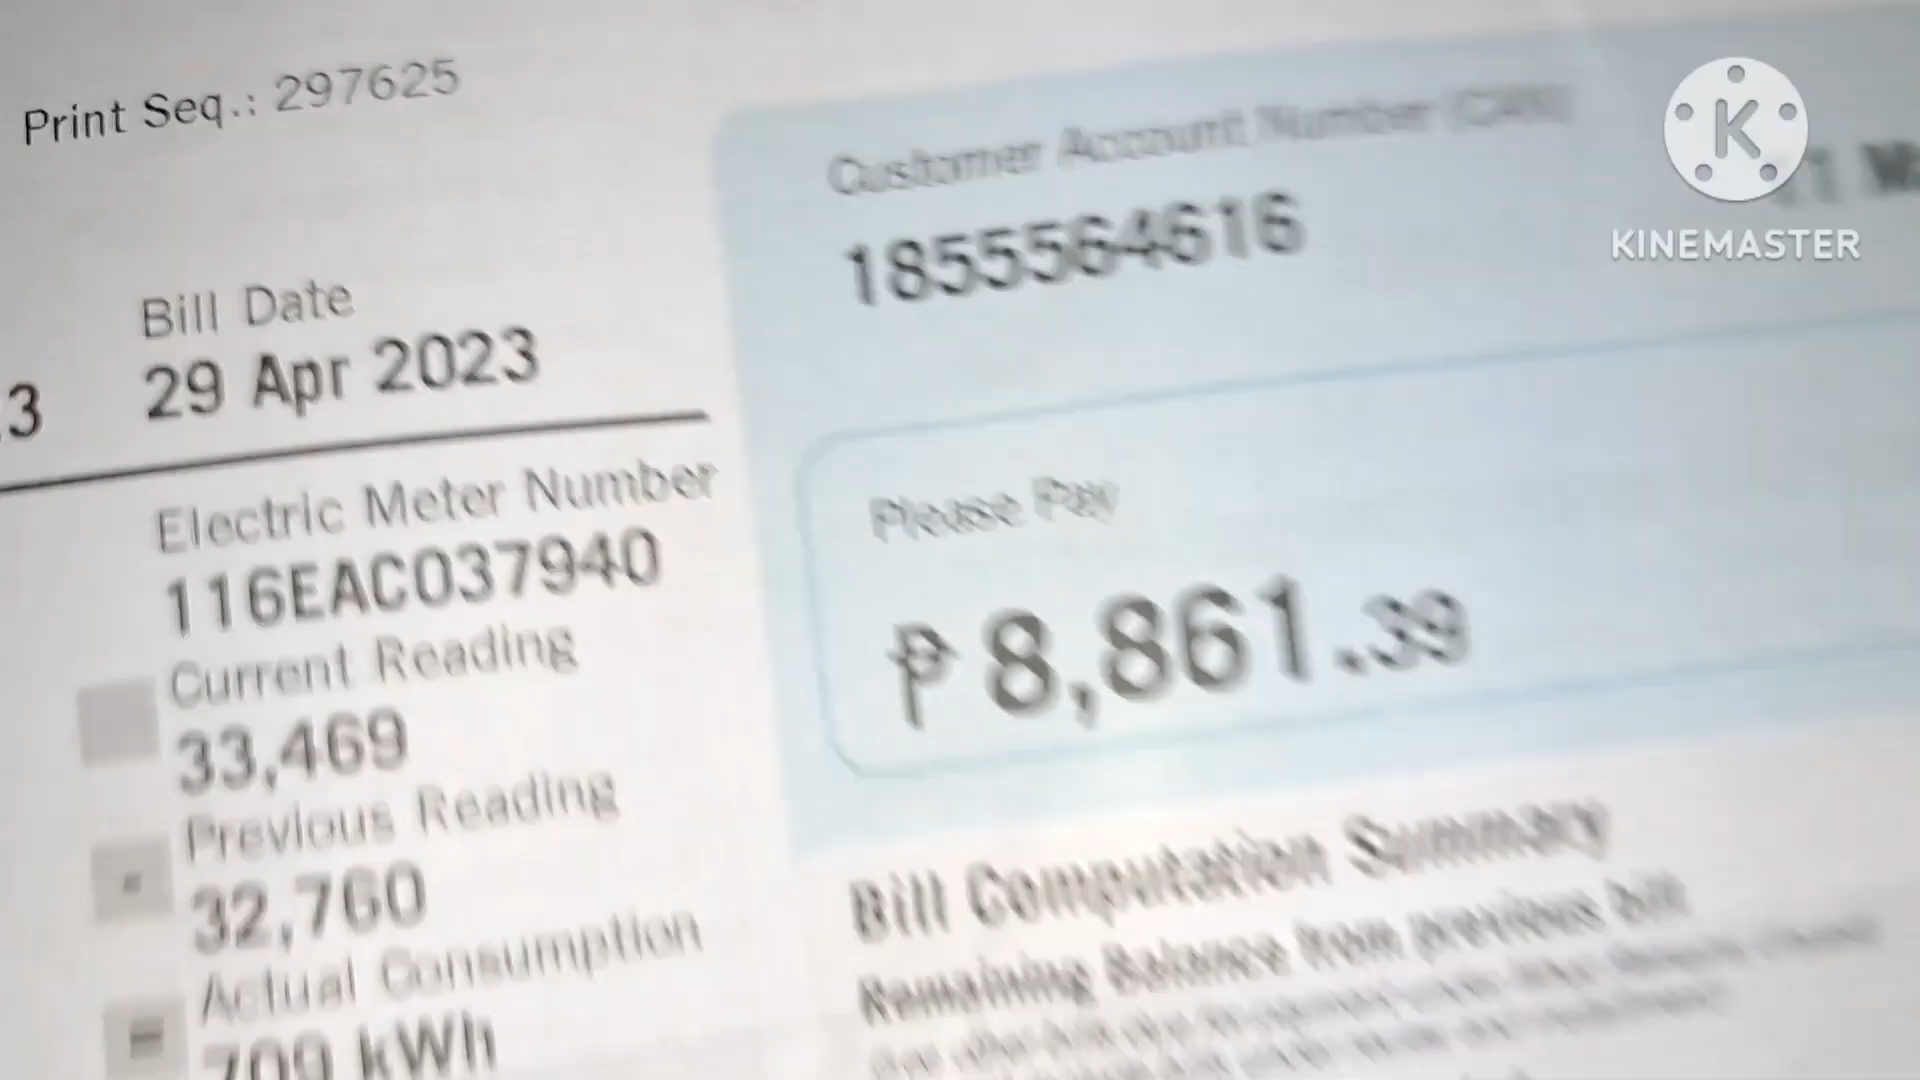 Print Seq.: 297625
Bill Date
29 Apr 2023
.3
Electric Meter Number
116EAC037940
Current Reading
33,469
Previous Reading
32,760
Actual Consumption
709 kWh
Customer Account Number (CAN)
1855564616
Please Pay
₱8,861.39
Bill Computation Summary
Remaining Balance from previous bill
K
KINEMASTER